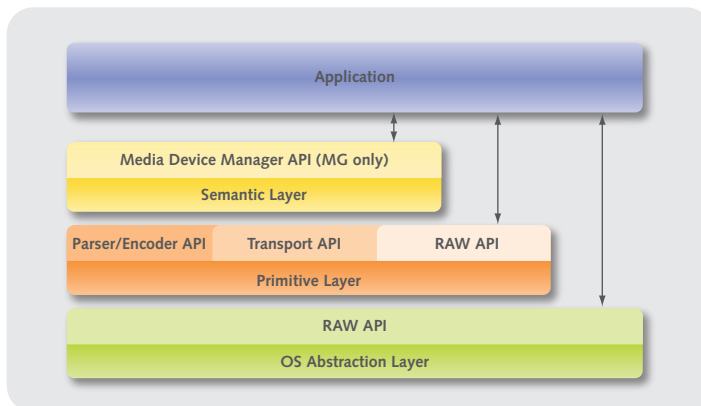 Application
Media Device Manager API (MG only)
Semantic Layer
Parser/Encoder API
Transport API
RAW API
Primitive Layer
RAW API
OS Abstraction Layer